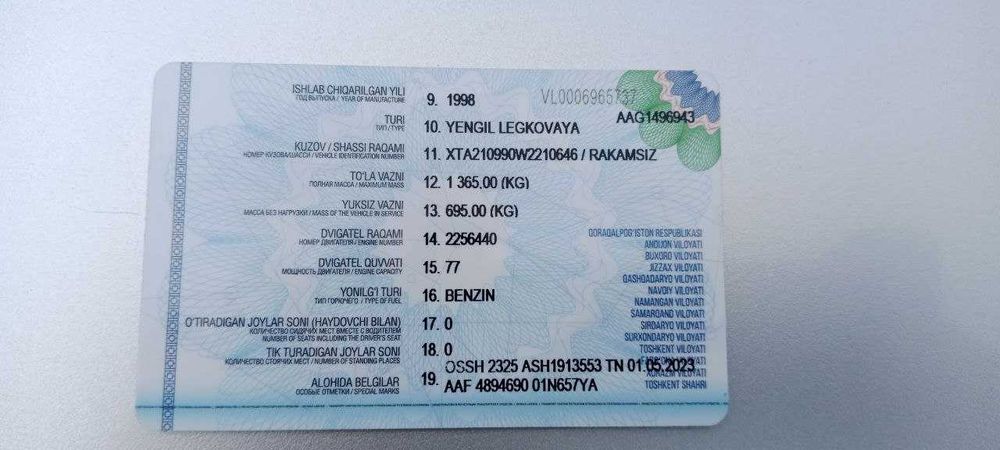 ISHLAB CHIQARILGAN YILI
ГОД ВЫПУСКА / YEAR OF MANUFACTURE
9. 1998
VL0006965737
AAG1496943
TURI
ТИП / TYPE
10. YENGIL LEGKOVAYA
KUZOV / SHASSI RAQAMI
НОМЕР КУЗОВА/ШАССИ / VEHICLE IDENTIFICATION NUMBER
11. XTA210990W2210646 / RAKAMSIZ
TO'LA VAZNI
ПОЛНАЯ МАССА / MAXIMUM MASS
12. 1 365.00 (KG)
YUKSIZ VAZNI
МАССА БЕЗ НАГРУЗКИ / MASS OF THE VEHICLE IN SERVICE
13. 695.00 (KG)
DVIGATEL RAQAMI
НОМЕР ДВИГАТЕЛЯ / ENGINE NUMBER
14. 2256440
DVIGATEL QUVVATI
МОЩНОСТЬ ДВИГАТЕЛЯ / ENGINE CAPACITY
15. 77
YONILG'I TURI
ТИП ГОРЮЧЕГО / TYPE OF FUEL
16. BENZIN
O'TIRADIGAN JOYLAR SONI (HAYDOVCHI BILAN)
КОЛИЧЕСТВО СИДЯЧИХ МЕСТ ВМЕСТЕ С ВОДИТЕЛЕМ
NUMBER OF SEATS INCLUDING THE DRIVER'S SEAT
17. 0
TIK TURADIGAN JOYLAR SONI
КОЛИЧЕСТВО СТОЯЧИХ МЕСТ / NUMBER OF STANDING PLACES
18. 0
ALOHIDA BELGILAR
ОСОБЫЕ ОТМЕТКИ / SPECIAL MARKS
19. OSSH 2325 ASH1913553 TN 01.05.2023
AAF 4894690 01N657YA
QORAQALPOG'ISTON RESPUBLIKASI
ANDIJON VILOYATI
BUXORO VILOYATI
JIZZAX VILOYATI
QASHQADARYO VILOYATI
NAVOIY VILOYATI
NAMANGAN VILOYATI
SAMARQAND VILOYATI
SIRDARYO VILOYATI
SURXONDARYO VILOYATI
TOSHKENT VILOYATI
XORAZM VILOYATI
TOSHKENT SHAHRI